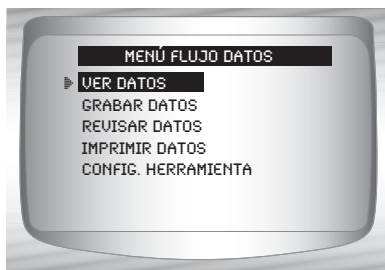 MENÚ FLUJO DATOS
VER DATOS
GRABAR DATOS
REVISAR DATOS
IMPRIMIR DATOS
CONFIG. HERRAMIENTA